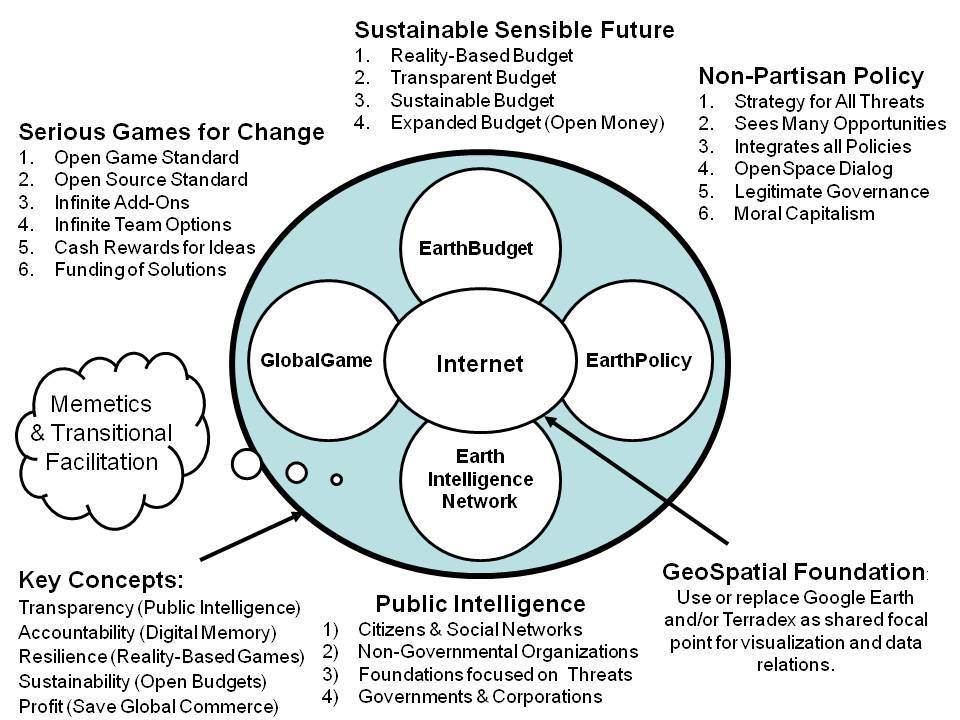 Sustainable Sensible Future
1. Reality-Based Budget
2. Transparent Budget
3. Sustainable Budget
4. Expanded Budget (Open Money)
Non-Partisan Policy
1. Strategy for All Threats
2. Sees Many Opportunities
3. Integrates all Policies
4. OpenSpace Dialog
5. Legitimate Governance
6. Moral Capitalism
Serious Games for Change
1. Open Game Standard
2. Open Source Standard
3. Infinite Add-Ons
4. Infinite Team Options
5. Cash Rewards for Ideas
6. Funding of Solutions
EarthBudget
GlobalGame
Internet
EarthPolicy
Earth
Intelligence
Network
Memetics
& Transitional
Facilitation
Key Concepts:
Transparency (Public Intelligence)
Accountability (Digital Memory)
Resilience (Reality-Based Games)
Sustainability (Open Budgets)
Profit (Save Global Commerce)
Public Intelligence
1) Citizens & Social Networks
2) Non-Governmental Organizations
3) Foundations focused on Threats
4) Governments & Corporations
GeoSpatial Foundation:
Use or replace Google Earth
and/or Terradex as shared focal
point for visualization and data
relations.